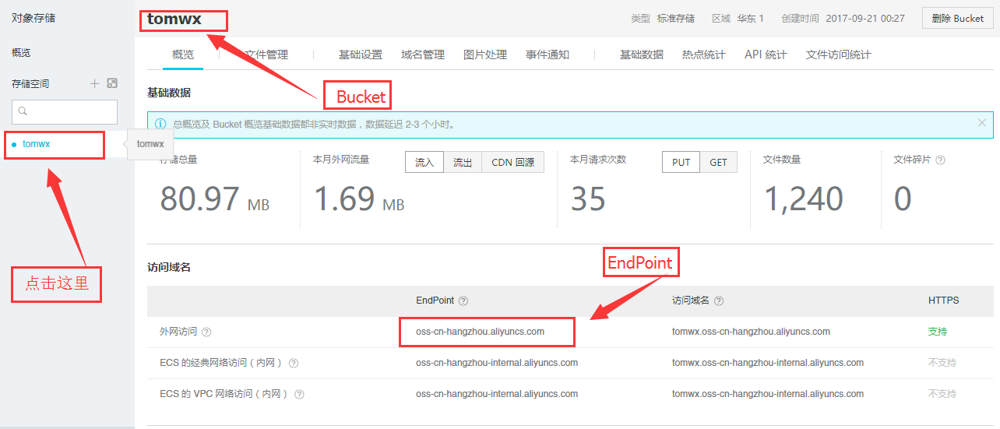 对象存储
概览
存储空间
tomwx
tomwx
点击这里
tomwx
类型 标准存储 区域 华东 1 创建时间 2017-09-21 00:27 删除 Bucket
概览 文件管理 基础设置 域名管理 图片处理 事件通知 基础数据 热点统计 API 统计 文件访问统计
Bucket
基础数据
总概览及 Bucket 概览基础数据都非实时数据，数据延迟 2-3 个小时。
存储总量 本月外网流量 流入 流出 CDN 回源 本月请求次数 PUT GET 文件数量 文件碎片
80.97 MB 1.69 MB 35 1,240 0
EndPoint
访问域名
EndPoint 访问域名 HTTPS
外网访问 oss-cn-hangzhou.aliyuncs.com tomwx.oss-cn-hangzhou.aliyuncs.com 支持
ECS 的经典网络访问（内网） oss-cn-hangzhou-internal.aliyuncs.com tomwx.oss-cn-hangzhou-internal.aliyuncs.com 不支持
ECS 的 VPC 网络访问（内网） oss-cn-hangzhou-internal.aliyuncs.com tomwx.oss-cn-hangzhou-internal.aliyuncs.com 不支持